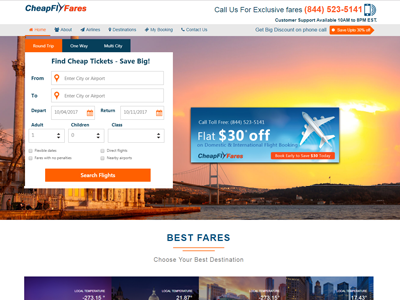 CheapFlyFares
Call Us For Exclusive fares (844) 523-5141
Customer Support Available 10AM to 8PM EST.
Home About Airlines Destinations My Booking Contact Us Get Big Discount on phone call Save Upto 30% off
Round Trip One Way Multi City
Find Cheap Tickets - Save Big!
From Enter City or Airport
To Enter City or Airport
Depart 10/04/2017 Return 10/11/2017
Adult Children Class
1 0
Flexible dates Direct flights
Fares with no penalties Nearby airports
Search Flights
Call Toll Free: (844) 523-5141
Flat $30* off
on Domestic & International Flight Booking
CheapFlyFares Book Early to Save $30 Today
BEST FARES
Choose Your Best Destination
LOCAL TEMPERATURE LOCAL TEMPERATURE LOCAL TEMPERATURE LOCAL TEMPERATURE
-273.15 ° 21.87° -273.15 ° 17.43°